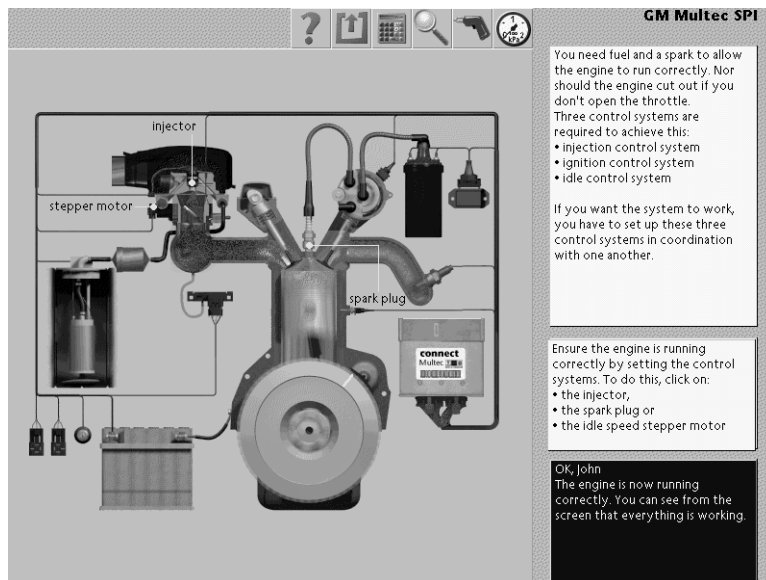 GM Multec SPI
1
0
100
2
kPa
You need fuel and a spark to allow
the engine to run correctly. Nor
should the engine cut out if you
don't open the throttle.
Three control systems are
required to achieve this:
• injection control system
• ignition control system
• idle control system
If you want the system to work,
you have to set up these three
control systems in coordination
with one another.
injector
stepper motor
spark plug
connect
Multec
Ensure the engine is running
correctly by setting the control
systems. To do this, click on:
• the injector,
• the spark plug or
• the idle speed stepper motor
OK, John
The engine is now running
correctly. You can see from the
screen that everything is working.